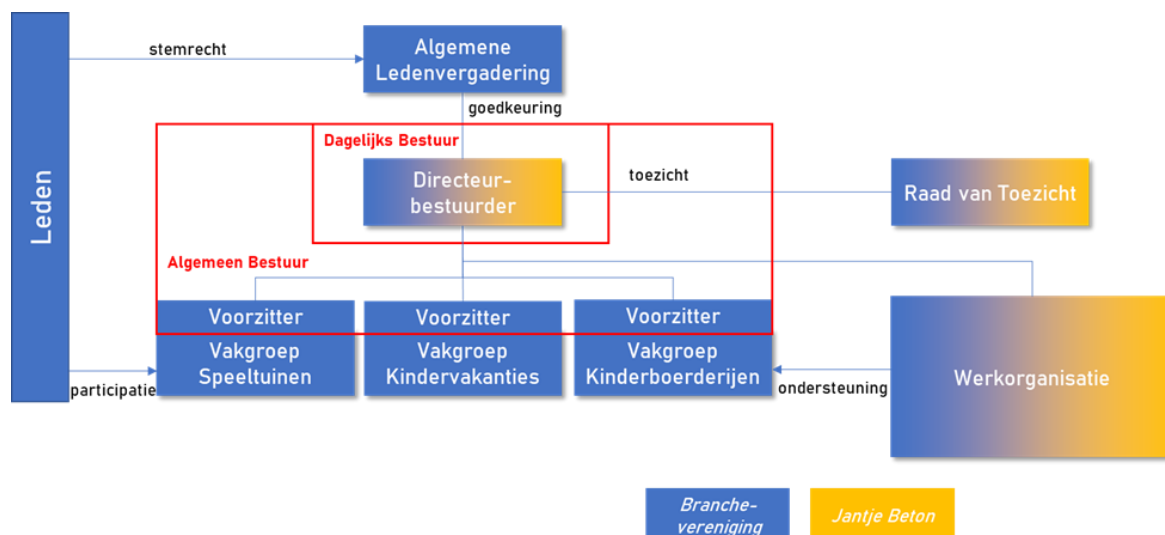 Leden
stemrecht
Algemene
Ledenvergadering
goedkeuring
Dagelijks Bestuur
Directeur-
bestuurder
toezicht
Raad van Toezicht
Algemeen Bestuur
Voorzitter
Voorzitter
Voorzitter
Vakgroep
Speeltuinen
Vakgroep
Kindervakanties
Vakgroep
Kinderboerderijen
participatie
ondersteuning
Werkorganisatie
Branche-
vereniging
Jantje Beton